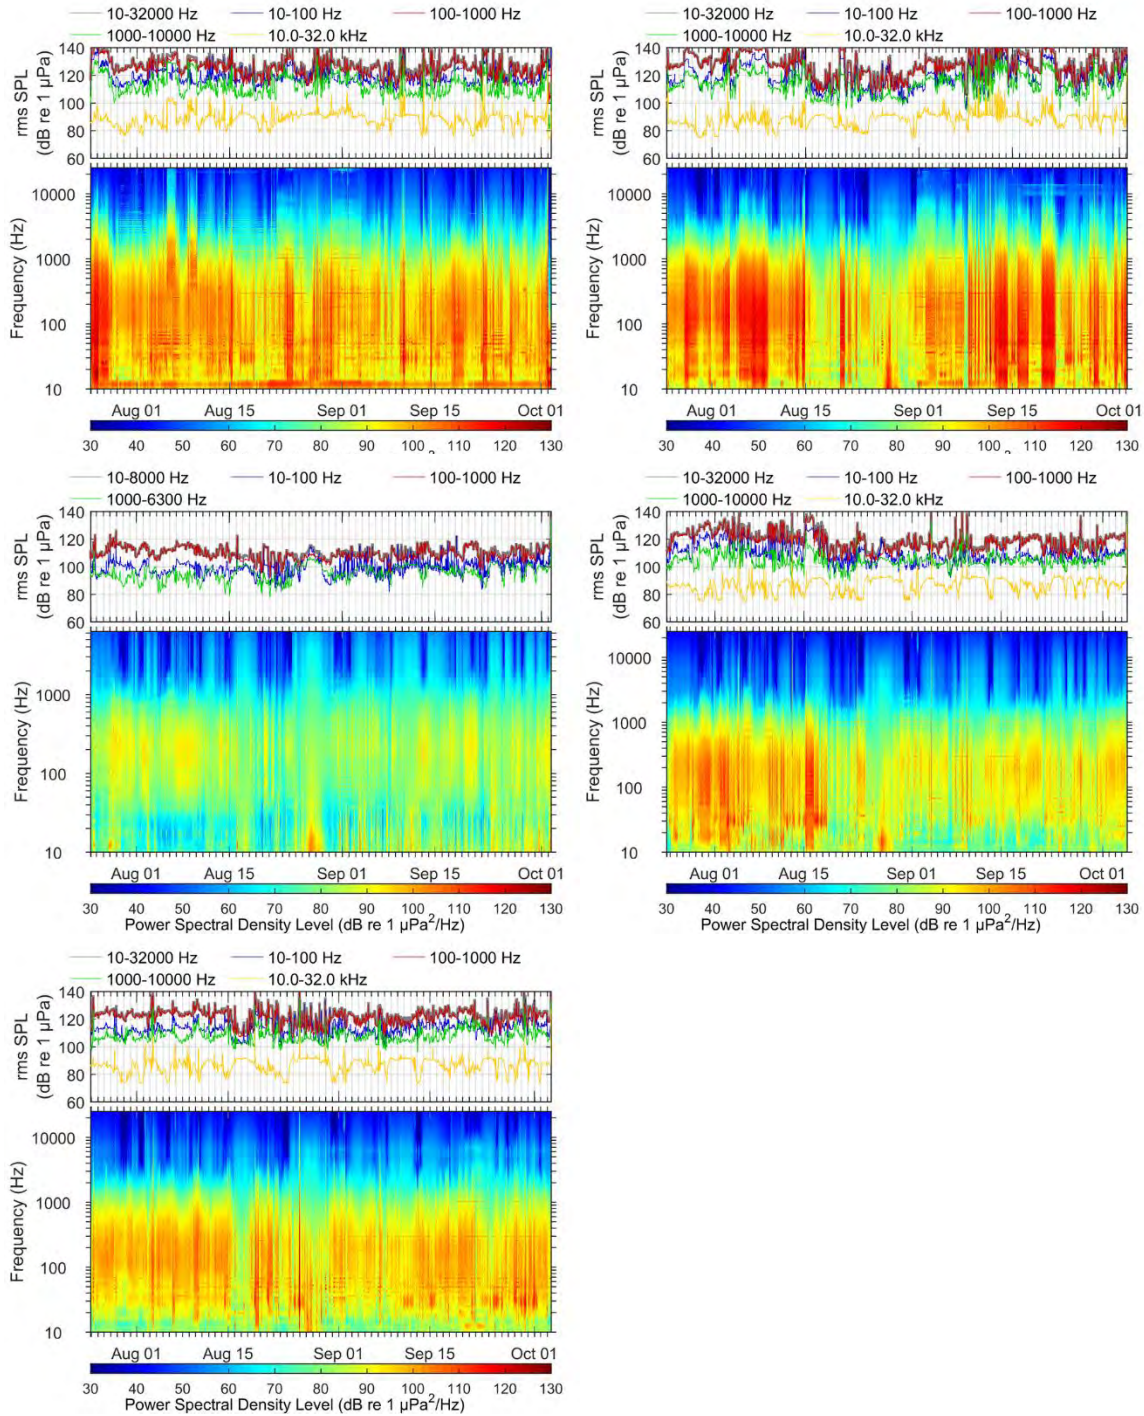 10-32000 Hz 10-100 Hz 100-1000 Hz
1000-10000 Hz 10.0-32.0 kHz
140
120
100
80
60
rms SPL
(dB re 1 µPa)
10000
1000
100
10
Frequency (Hz)
Aug 01 Aug 15 Sep 01 Sep 15 Oct 01
30 40 50 60 70 80 90 100 110 120 130
10-32000 Hz 10-100 Hz 100-1000 Hz
1000-10000 Hz 10.0-32.0 kHz
140
120
100
80
60
rms SPL
(dB re 1 µPa)
10000
1000
100
10
Frequency (Hz)
Aug 01 Aug 15 Sep 01 Sep 15 Oct 01
30 40 50 60 70 80 90 100 110 120 130
10-8000 Hz 10-100 Hz 100-1000 Hz
1000-6300 Hz
140
120
100
80
60
rms SPL
(dB re 1 µPa)
1000
100
10
Frequency (Hz)
Aug 01 Aug 15 Sep 01 Sep 15 Oct 01
30 40 50 60 70 80 90 100 110 120 130
Power Spectral Density Level (dB re 1 µPa²/Hz)
10-32000 Hz 10-100 Hz 100-1000 Hz
1000-10000 Hz 10.0-32.0 kHz
140
120
100
80
60
rms SPL
(dB re 1 µPa)
10000
1000
100
10
Frequency (Hz)
Aug 01 Aug 15 Sep 01 Sep 15 Oct 01
30 40 50 60 70 80 90 100 110 120 130
Power Spectral Density Level (dB re 1 µPa²/Hz)
10-32000 Hz 10-100 Hz 100-1000 Hz
1000-10000 Hz 10.0-32.0 kHz
140
120
100
80
60
rms SPL
(dB re 1 µPa)
10000
1000
100
10
Frequency (Hz)
Aug 01 Aug 15 Sep 01 Sep 15 Oct 01
30 40 50 60 70 80 90 100 110 120 130
Power Spectral Density Level (dB re 1 µPa²/Hz)